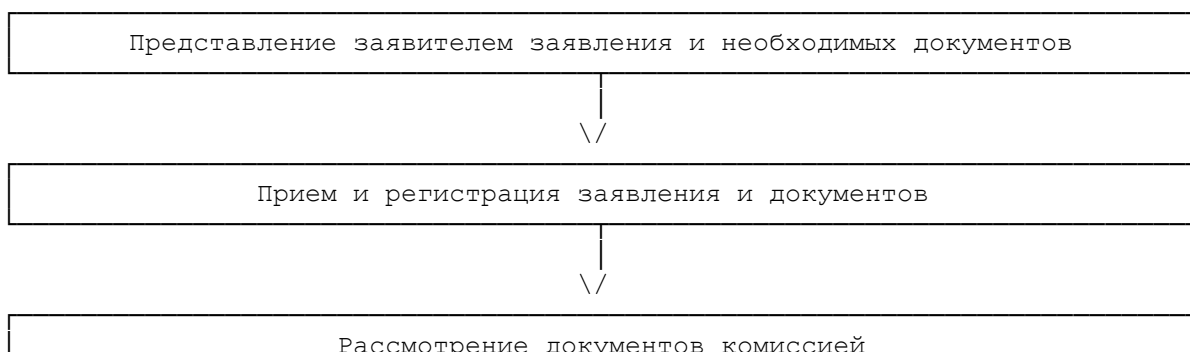 Представление заявителем заявления и необходимых документов
Прием и регистрация заявления и документов
Рассмотрение документов комиссией